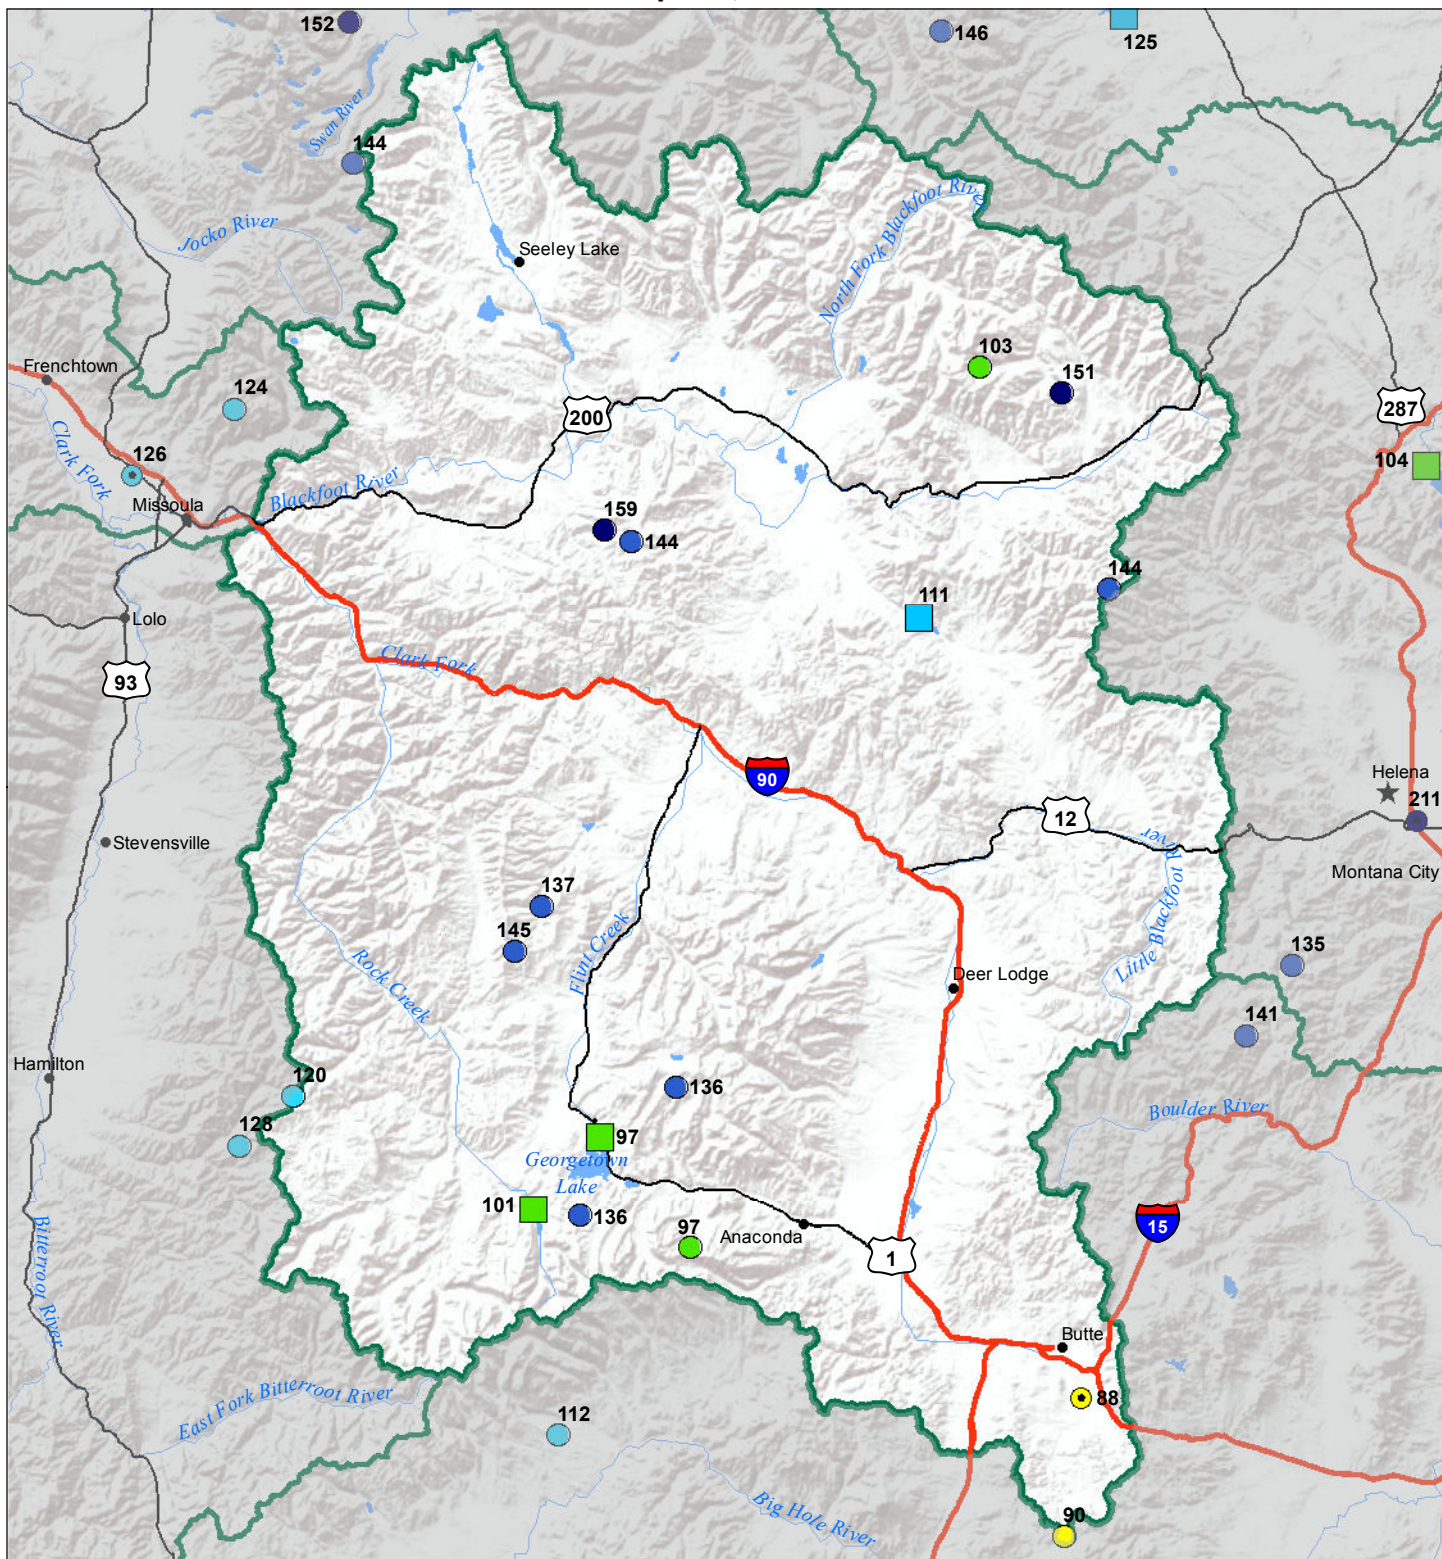 152
146
125
Swan River
144
Jocko River
Seeley Lake
North Fork Blackfoot River
103
151
Frenchtown
124
200
287
Clark Fork
126
104
Missoula
Blackfoot River
159
144
144
111
Lolo
Clark Fork
93
90
Helena
211
12
Stevensville
Little Blackfoot River
Montana City
137
145
Flint Creek
135
Rock Creek
Deer Lodge
141
Hamilton
120
136
Boulder River
128
97
Georgetown
Lake
101
136
97
Anaconda
15
1
Bitterroot River
Butte
East Fork Bitterroot River
88
112
Big Hole River
90